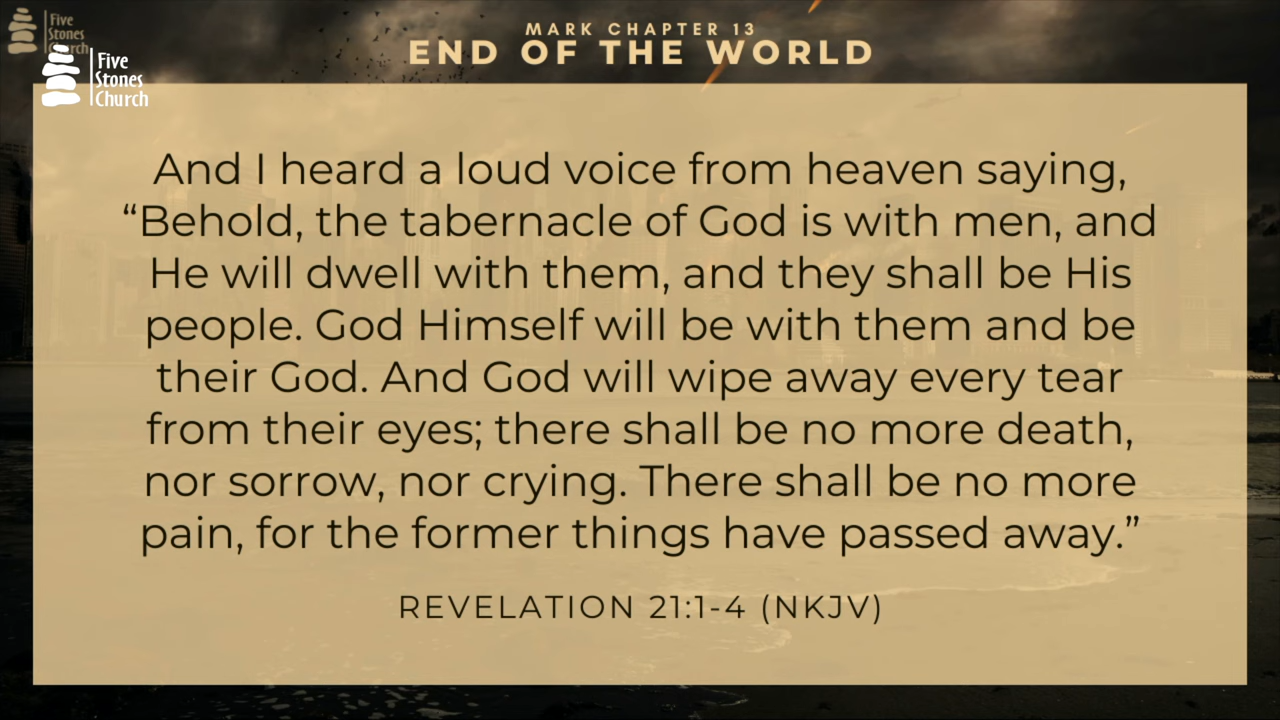 Five
Stones
Church
Five
Stones
Church
MARK CHAPTER 13
END OF THE WORLD
And I heard a loud voice from heaven saying,
“Behold, the tabernacle of God is with men, and
He will dwell with them, and they shall be His
people. God Himself will be with them and be
their God. And God will wipe away every tear
from their eyes; there shall be no more death,
nor sorrow, nor crying. There shall be no more
pain, for the former things have passed away.”
REVELATION 21:1-4 (NKJV)